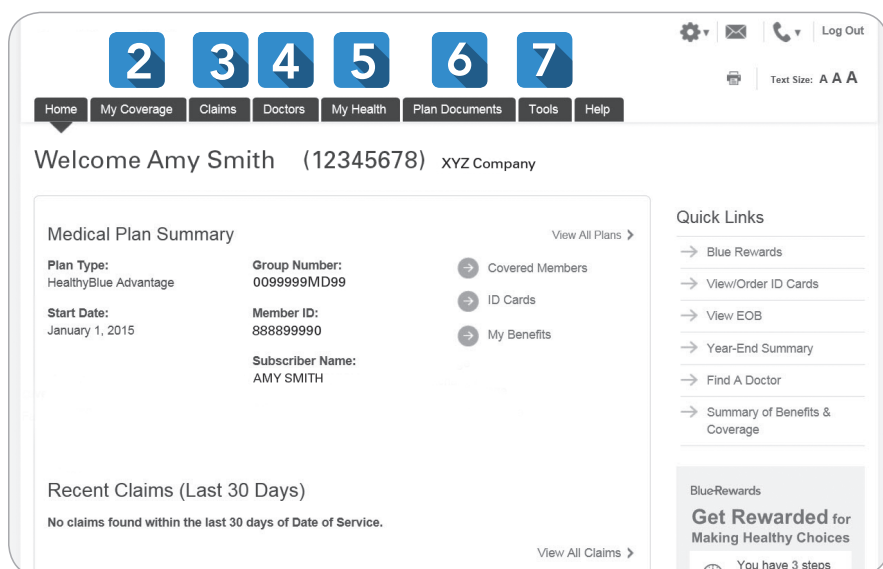 Log Out
2 3 4 5 6 7
Text Size: A A A
Home My Coverage Claims Doctors My Health Plan Documents Tools Help
Welcome Amy Smith (12345678) XYZ Company
Medical Plan Summary
View All Plans
Plan Type:
HealthyBlue Advantage
Start Date:
January 1, 2015
Group Number:
0099999MD99
Member ID:
888899990
Subscriber Name:
AMY SMITH
Covered Members
ID Cards
My Benefits
Recent Claims (Last 30 Days)
No claims found within the last 30 days of Date of Service.
View All Claims
Quick Links
Blue Rewards
View/Order ID Cards
View EOB
Year-End Summary
Find A Doctor
Summary of Benefits &
Coverage
BlueRewards
Get Rewarded for
Making Healthy Choices
You have 3 steps